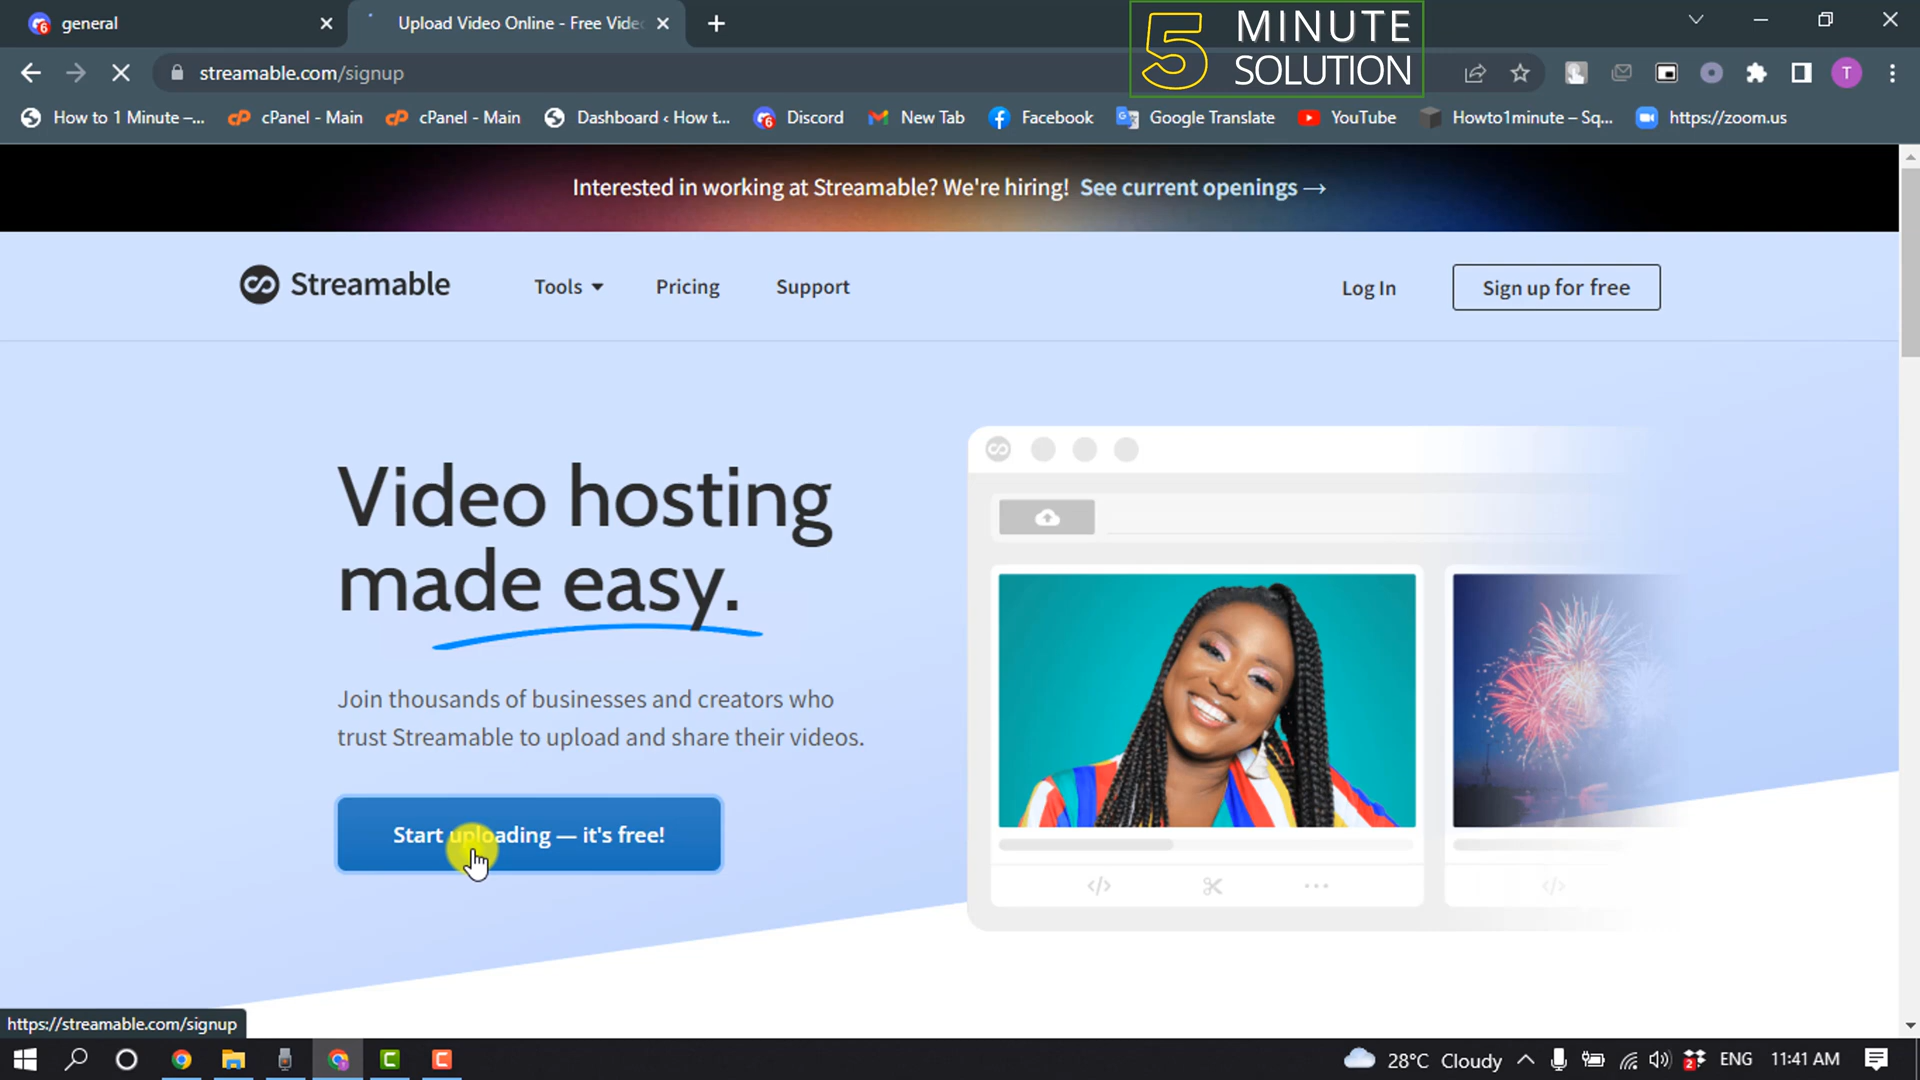 general
Upload Video Online - Free Vide
5 MINUTE SOLUTION
streamable.com/signup
T
How to 1 Minute –...
cPanel - Main
cPanel - Main
Dashboard ‹ How t...
Discord
New Tab
Facebook
Google Translate
YouTube
Howto1minute – Sq...
https://zoom.us
Interested in working at Streamable? We're hiring! See current openings →
Streamable
Tools
Pricing
Support
Log In
Sign up for free
Video hosting
made easy.
Join thousands of businesses and creators who
trust Streamable to upload and share their videos.
Start uploading — it's free!
https://streamable.com/signup
28°C Cloudy
2
ENG
11:41 AM